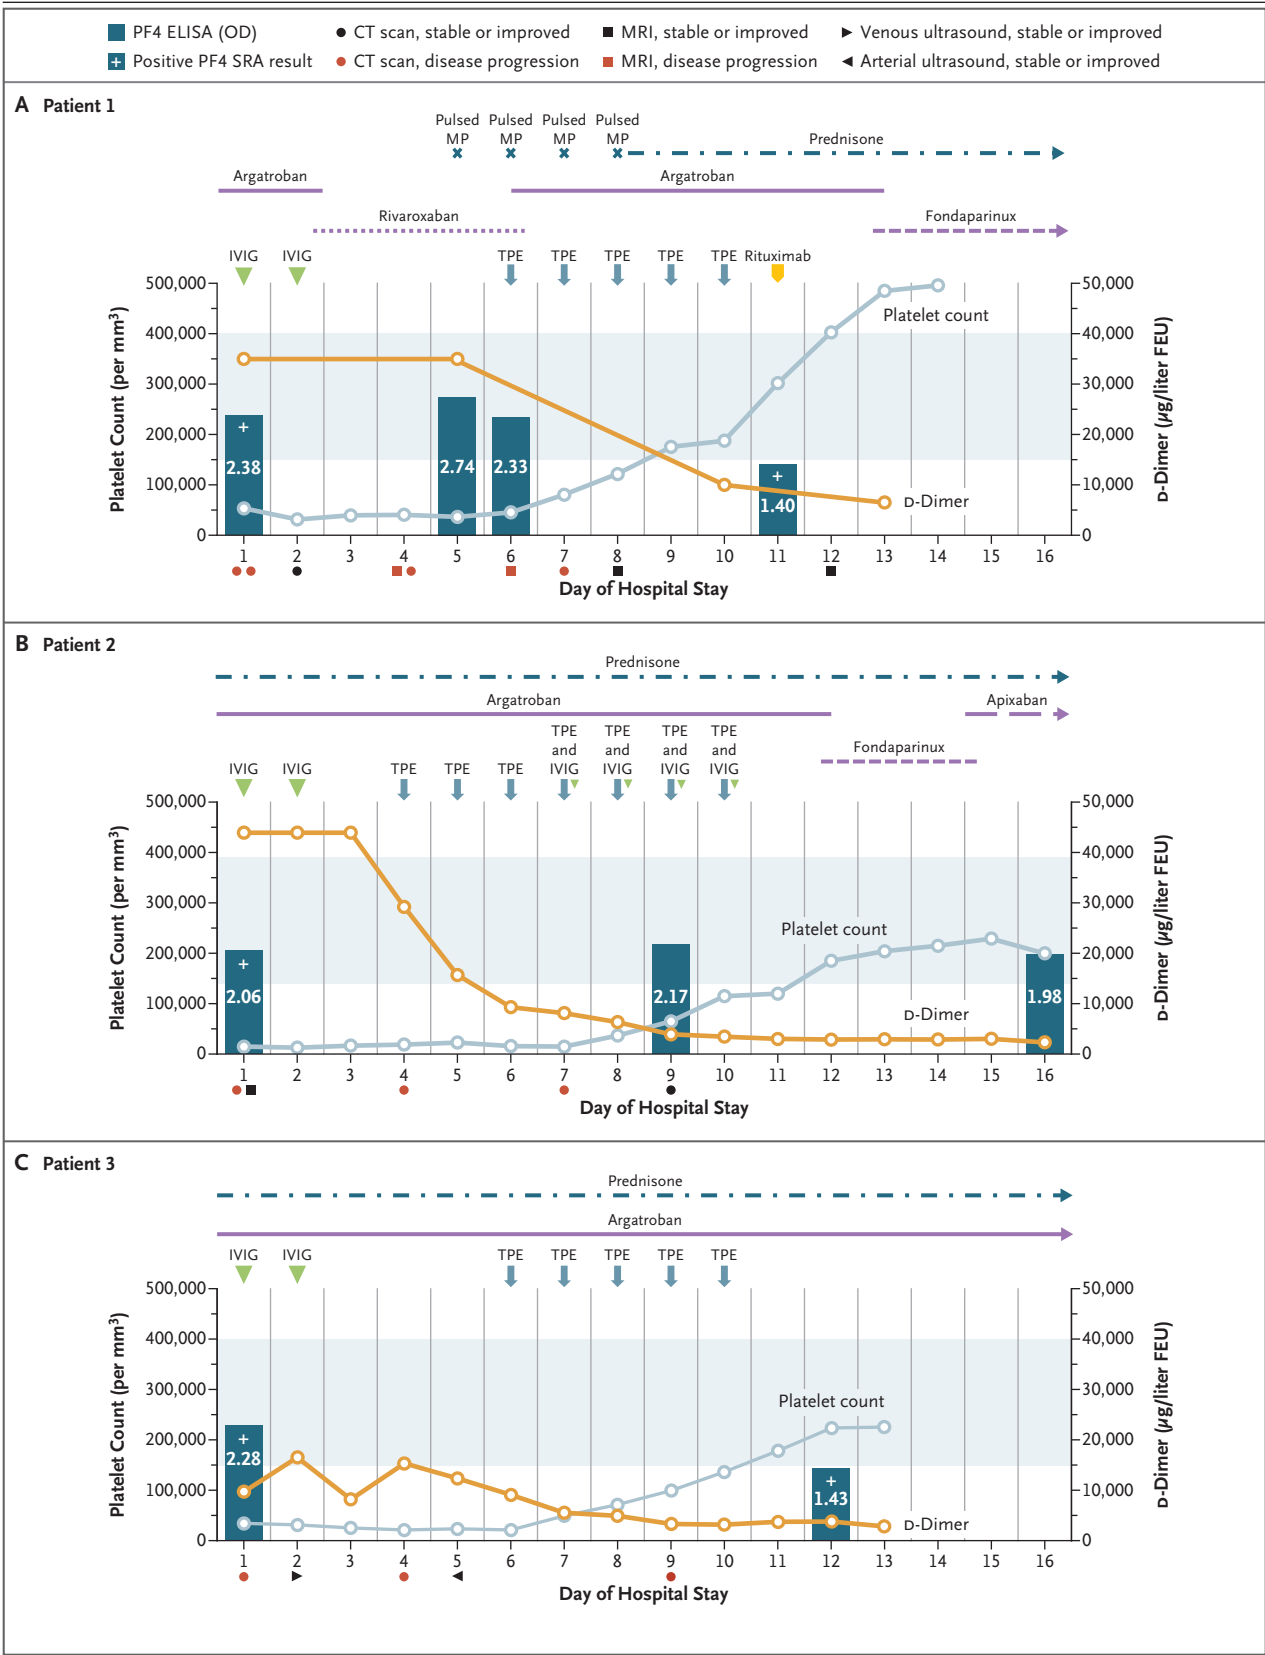 PF4 ELISA (OD) CT scan, stable or improved MRI, stable or improved Venous ultrasound, stable or improved
+ Positive PF4 SRA result CT scan, disease progression MRI, disease progression Arterial ultrasound, stable or improved
A Patient 1
Pulsed MP Pulsed MP Pulsed MP Pulsed MP
Prednisone
Argatroban Argatroban
Rivaroxaban Fondaparinux
IVIG IVIG TPE TPE TPE TPE TPE Rituximab
500,000 50,000
Platelet count
400,000 40,000
300,000 30,000
200,000 20,000
100,000 10,000
0 0
+ 2.38
2.74
2.33
+ 1.40
D-Dimer
Platelet Count (per mm³)
D-Dimer (µg/liter FEU)
1 2 3 4 5 6 7 8 9 10 11 12 13 14 15 16
Day of Hospital Stay
B Patient 2
Prednisone
Argatroban Apixaban
Fondaparinux
IVIG IVIG TPE TPE TPE TPE and IVIG TPE and IVIG TPE and IVIG TPE and IVIG
500,000 50,000
400,000 40,000
300,000 30,000
Platelet count
200,000 20,000
100,000 10,000
0 0
+ 2.06
2.17
1.98
D-Dimer
Platelet Count (per mm³)
D-Dimer (µg/liter FEU)
1 2 3 4 5 6 7 8 9 10 11 12 13 14 15 16
Day of Hospital Stay
C Patient 3
Prednisone
Argatroban
IVIG IVIG TPE TPE TPE TPE TPE
500,000 50,000
400,000 40,000
300,000 30,000
Platelet count
200,000 20,000
100,000 10,000
0 0
+ 2.28
+ 1.43
D-Dimer
Platelet Count (per mm³)
D-Dimer (µg/liter FEU)
1 2 3 4 5 6 7 8 9 10 11 12 13 14 15 16
Day of Hospital Stay